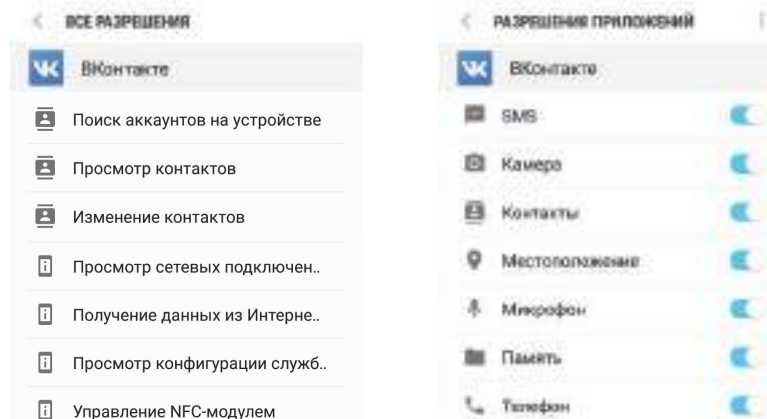 ВСЕ РАЗРЕШЕНИЯ
ВКонтакте
Поиск аккаунтов на устройстве
Просмотр контактов
Изменение контактов
Просмотр сетевых подключен..
Получение данных из Интерне..
Просмотр конфигурации служб..
Управление NFC-модулем
РАЗРЕШЕНИЯ ПРИЛОЖЕНИЙ
ВКонтакте
SMS
Камера
Контакты
Местоположение
Микрофон
Память
Телефон